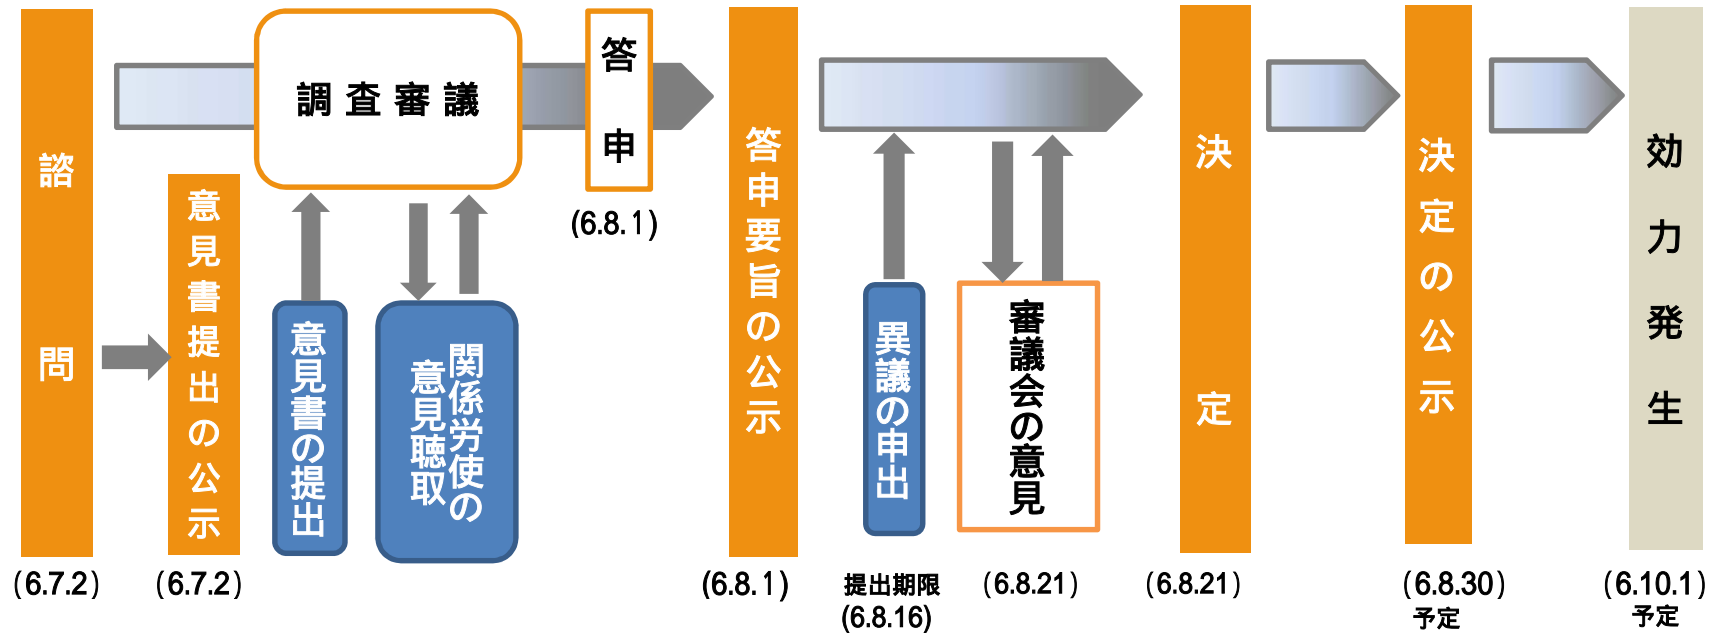 諮問
(6.7.2)
意見書提出の公示
(6.7.2)
調査審議
意見書の提出
関係労使の
意見聴取
答申
(6.8.1)
答申要旨の公示
(6.8.1)
異議の申出
提出期限
(6.8.16)
審議会の意見
(6.8.21)
決定
(6.8.21)
決定の公示
(6.8.30)
予定
効力発生
(6.10.1)
予定